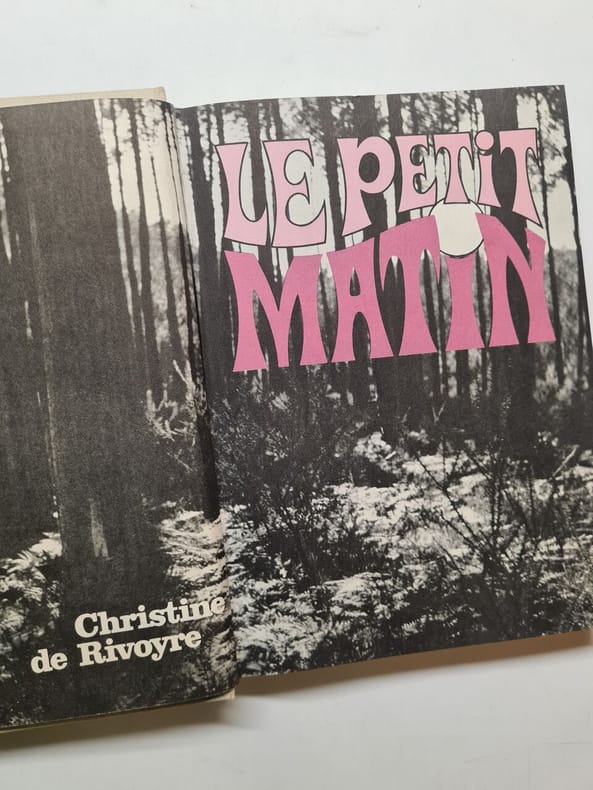 LE PETiT
MATiN
Christine
de Rivoyre